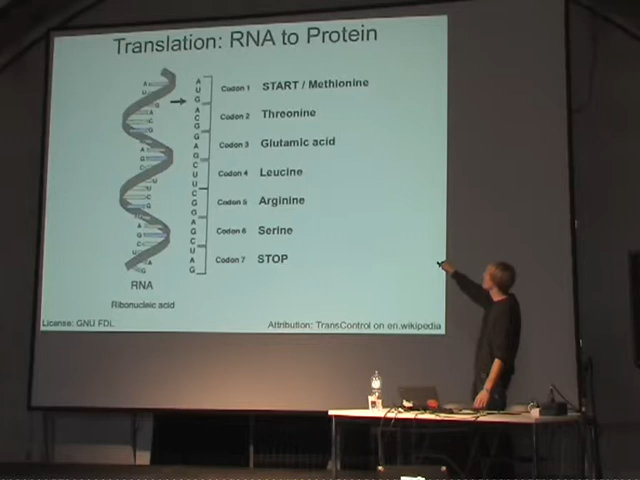 Translation: RNA to Protein
A
U
G
A
C
G
G
A
G
C
U
U
C
G
G
A
G
C
U
A
G
Codon 1 START / Methionine
Codon 2 Threonine
Codon 3 Glutamic acid
Codon 4 Leucine
Codon 5 Arginine
Codon 6 Serine
Codon 7 STOP
RNA
Ribonucleic acid
License: GNU FDL
Attribution: TransControl on en.wikipedia